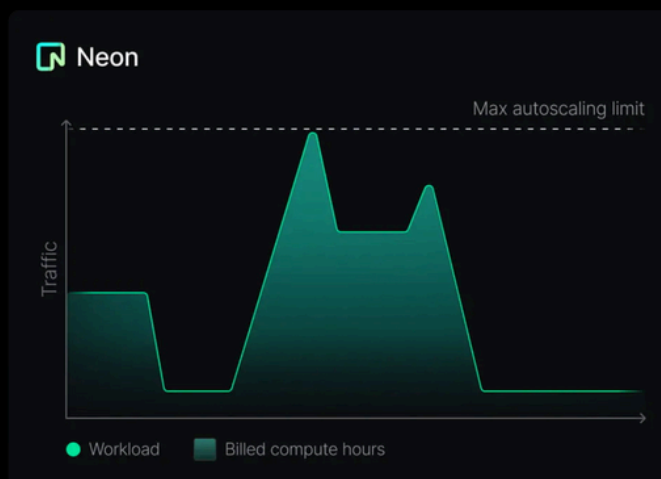 Neon
Max autoscaling limit
Traffic
Workload
Billed compute hours